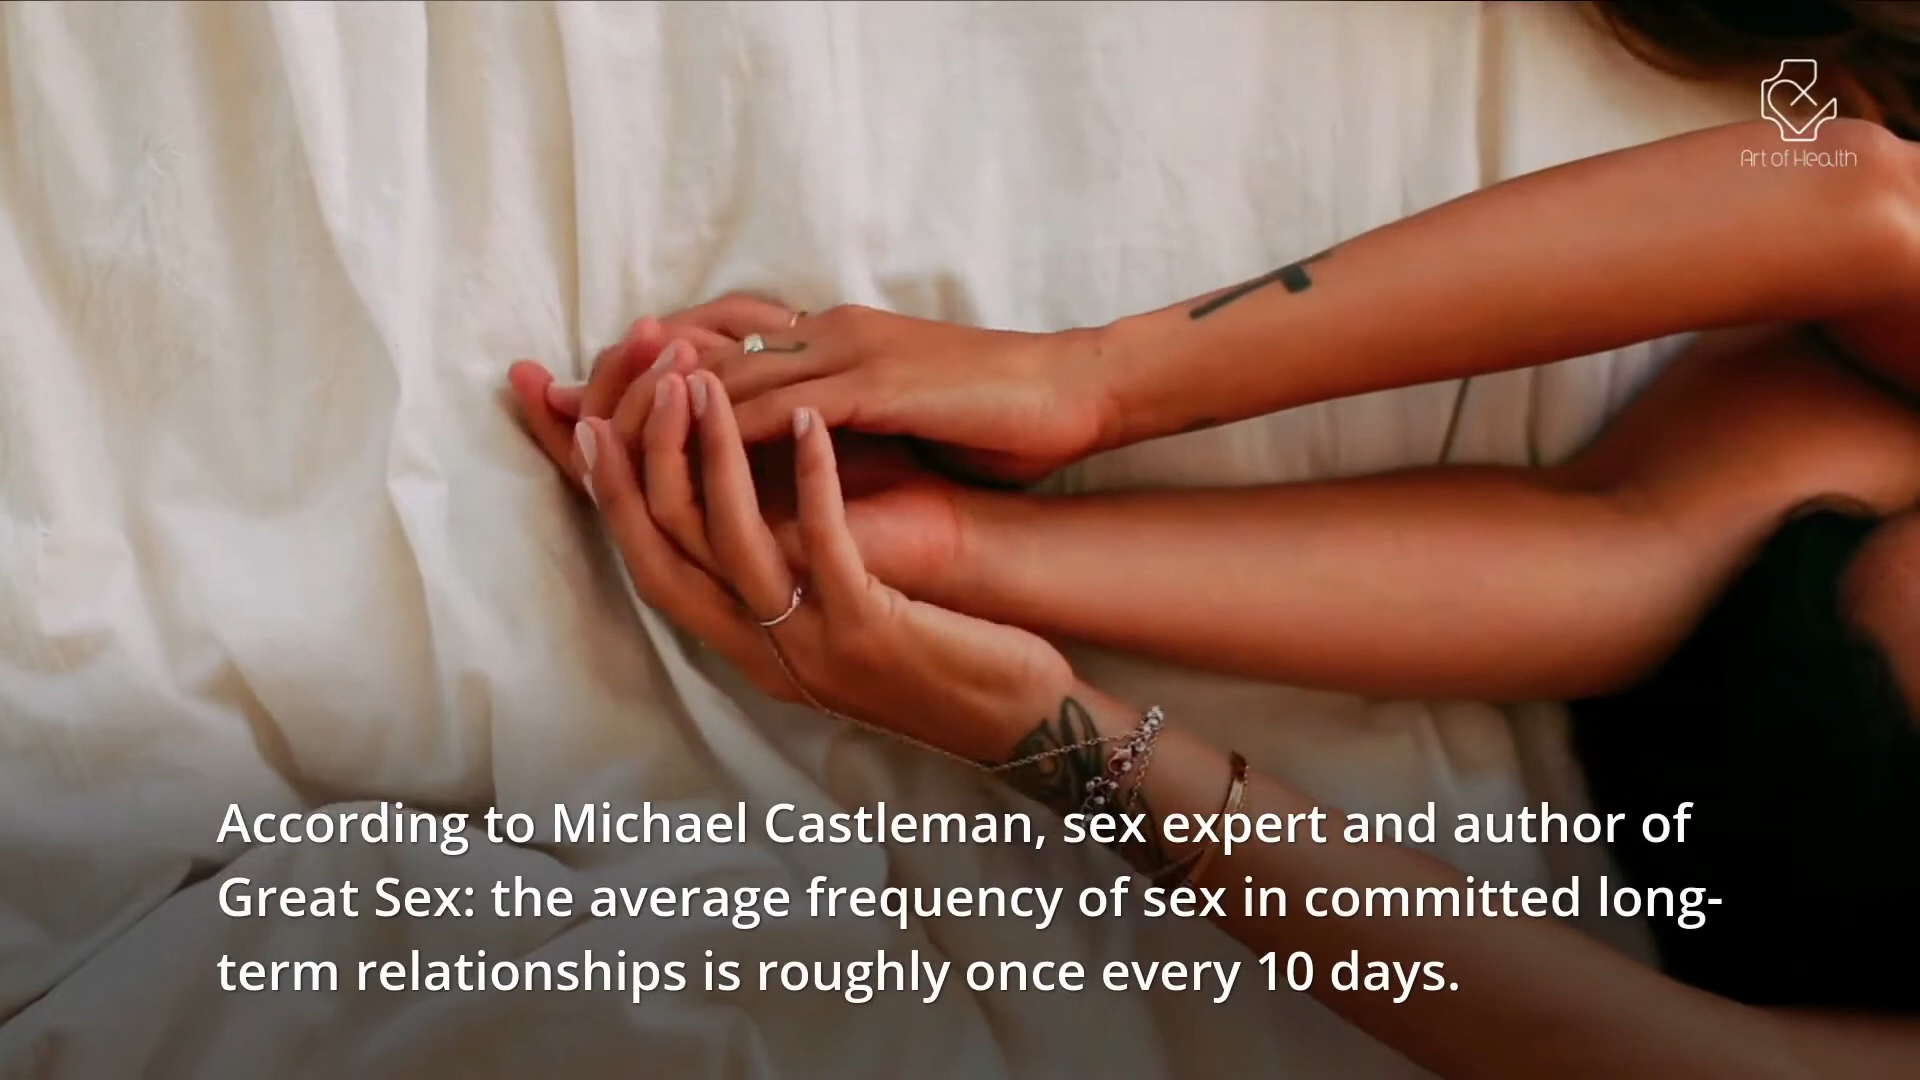 Art of Health
According to Michael Castleman, sex expert and author of
Great Sex: the average frequency of sex in committed long-
term relationships is roughly once every 10 days.